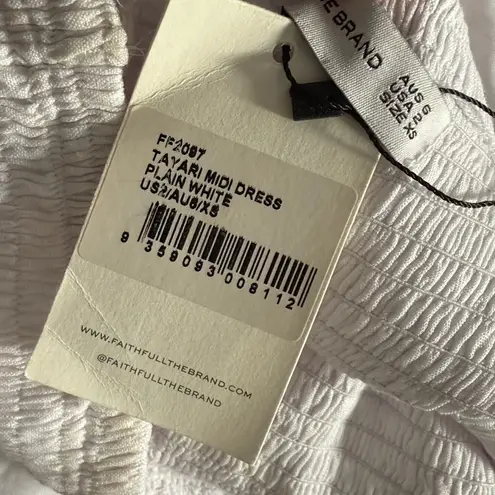 THE BRAND
AUS 6
USA 2
SIZE XS
FF2097
TAYARI MIDI DRESS
PLAIN WHITE
US2/AU6/XS
9 359093 008112
WWW.FAITHFULLTHEBRAND.COM
@FAITHFULLTHEBRAND